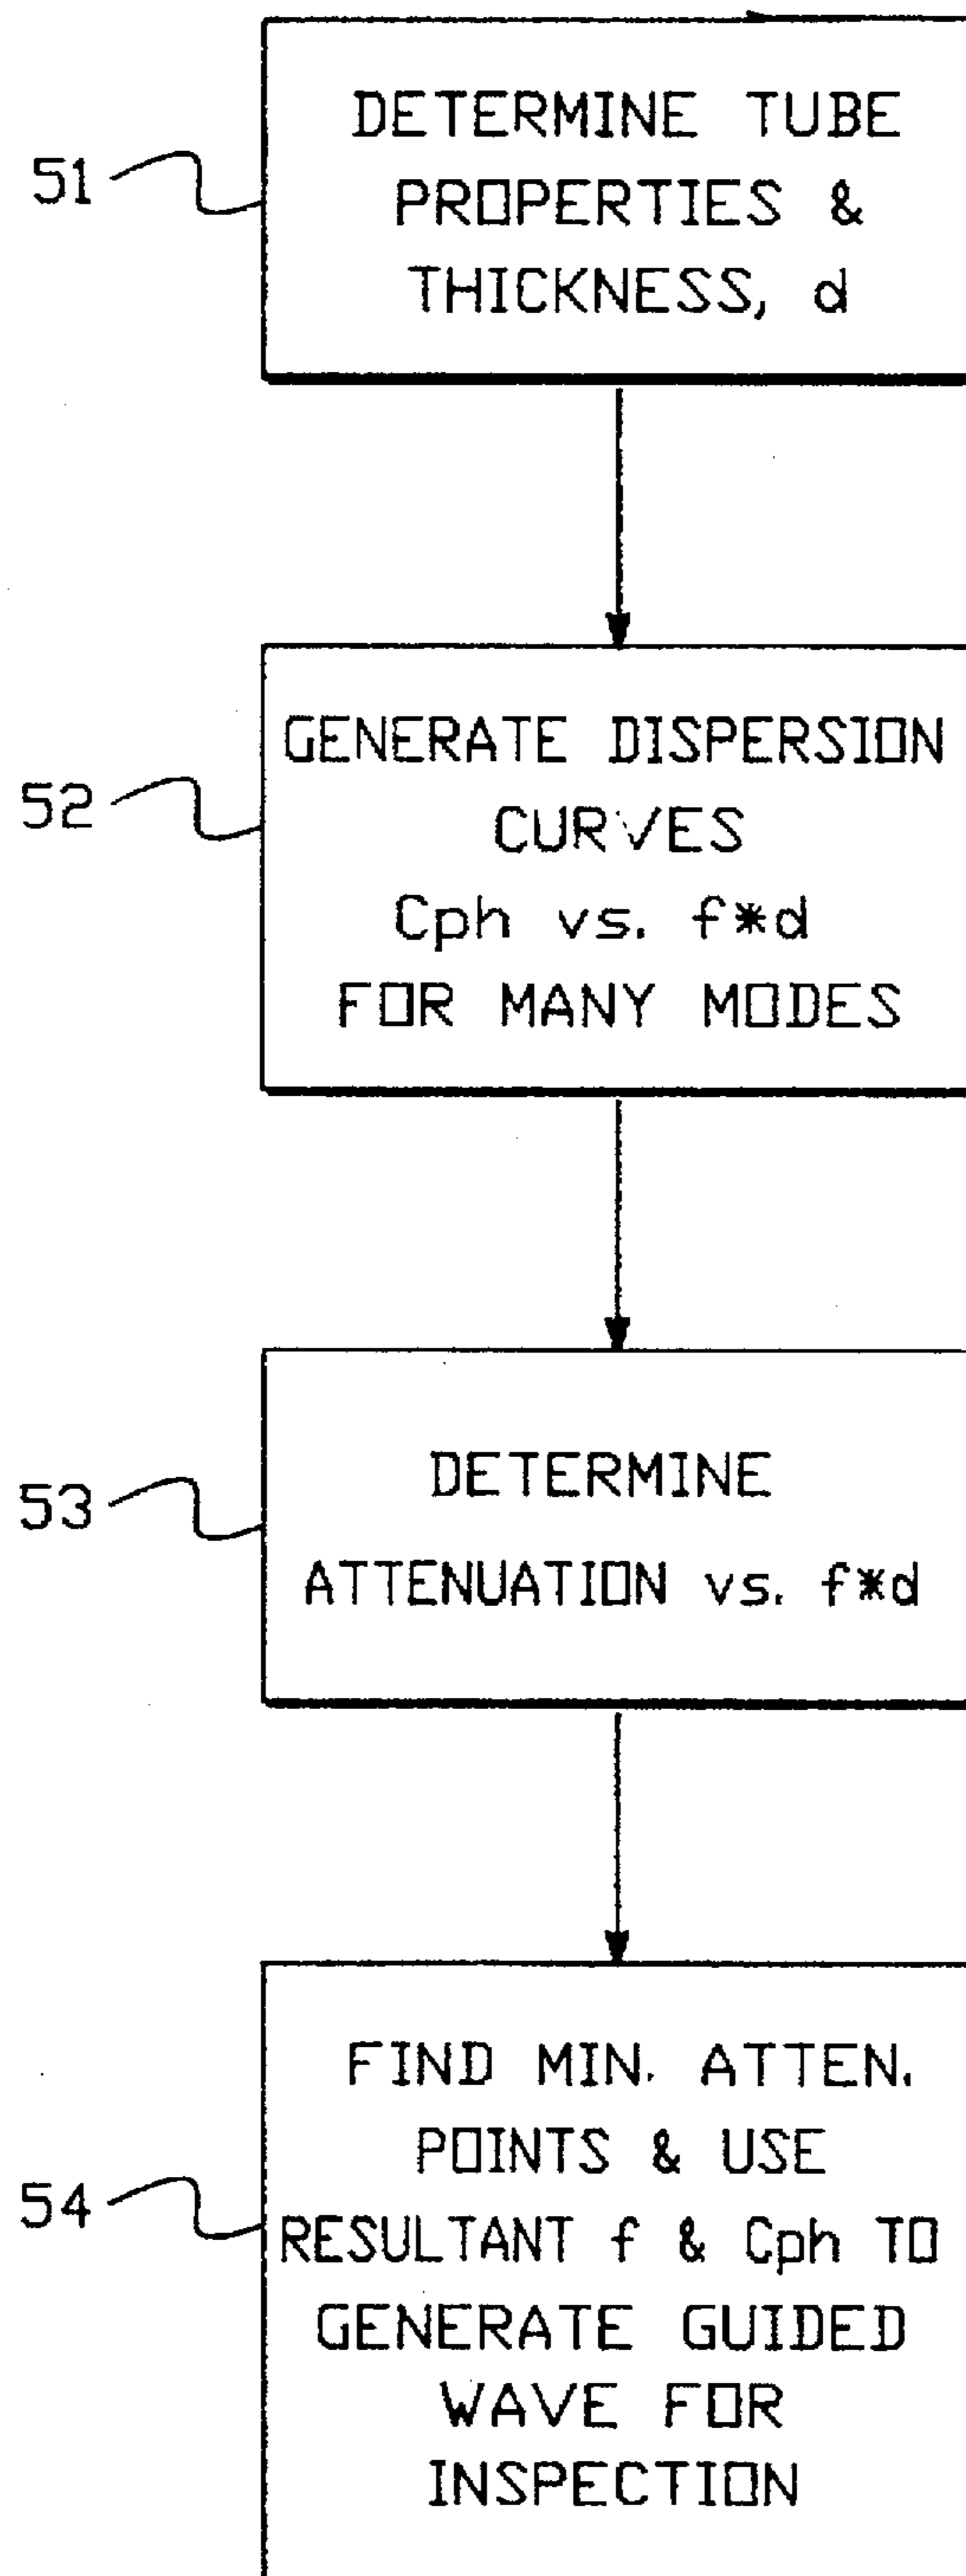 51
DETERMINE TUBE
PROPERTIES &
THICKNESS, d
52
GENERATE DISPERSION
CURVES
Cph vs. f*d
FOR MANY MODES
53
DETERMINE
ATTENUATION vs. f*d
54
FIND MIN. ATTEN.
POINTS & USE
RESULTANT f & Cph TO
GENERATE GUIDED
WAVE FOR
INSPECTION